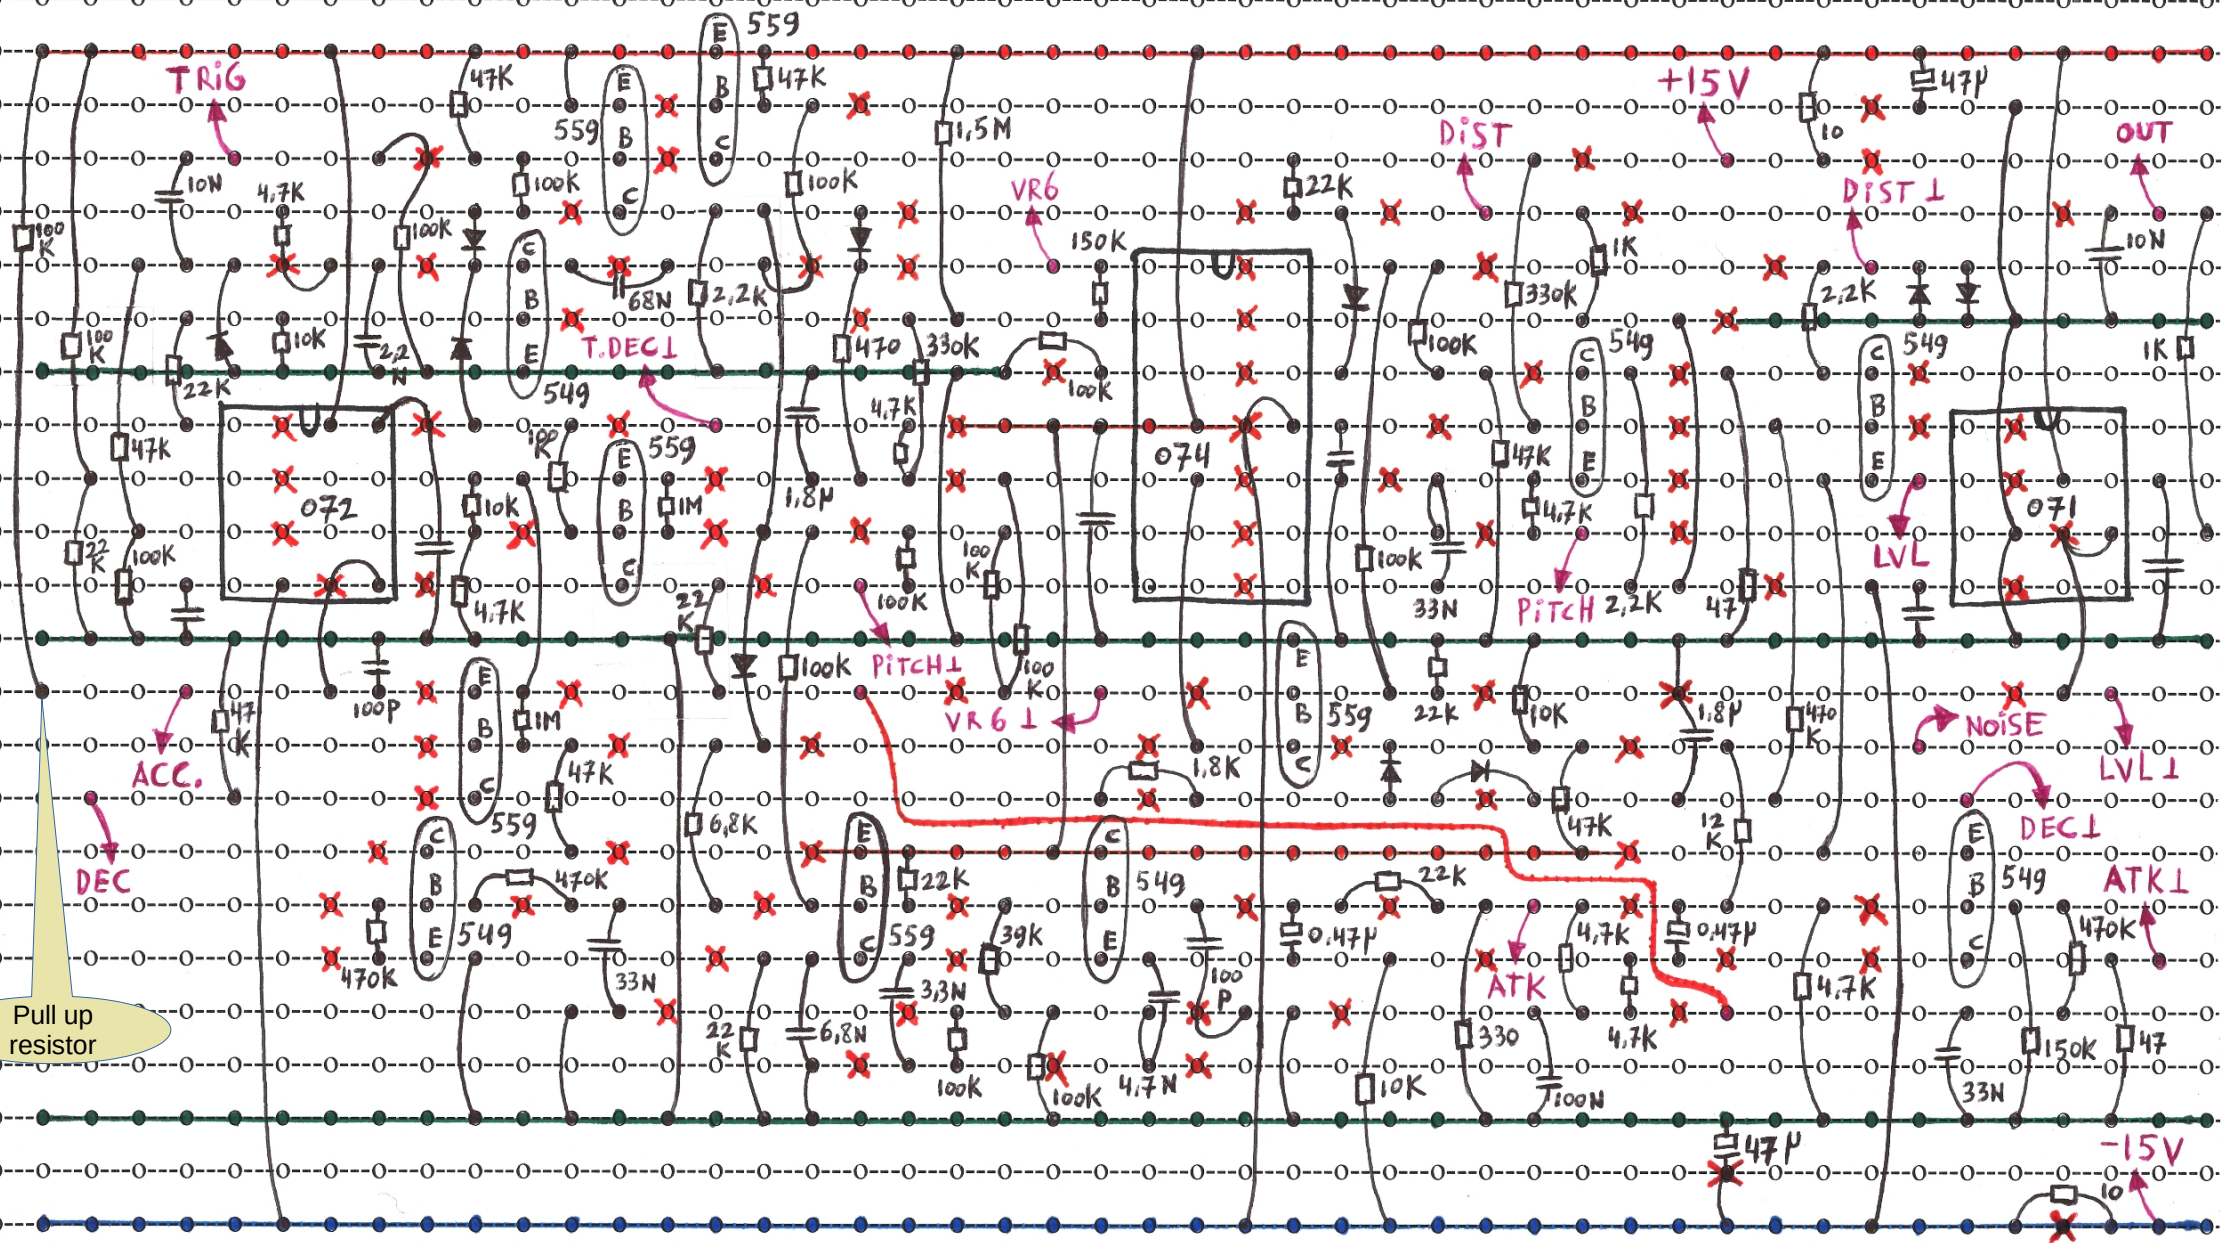 559
TRiG
47K
E
47K
+15V
47µ
E
B
559
1,5M
DiST
10
OUT
B
C
10N
4,7K
100K
C
100K
VR6
22K
DiST⊥
100K
100K
C
150K
1K
10N
68N
2,2K
B
330K
2,2K
100K
10K
2,2N
E
T.DEC⊥
470
330K
100K
C
549
C
549
1K
22K
549
100K
4,7K
B
B
47K
100K
E
559
074
47K
E
E
072
10K
B
1M
1,8µ
4,7K
071
22K
100K
C
100K
100K
LVL
4,7K
22K
100K
33N
PiTCH
2,2K
47
E
100K
PiTCH⊥
100K
E
100P
47K
B
1M
VR6⊥
B
559
22K
10K
1,8µ
470K
NOiSE
ACC.
C
47K
1,8K
C
LVL⊥
559
6,8K
47K
12K
DEC⊥
C
E
C
E
DEC
B
470K
B
22K
B
549
22K
B
549
ATK⊥
E
549
C
559
39K
E
0,47µ
4,7K
0,47µ
C
470K
470K
33N
3,3N
100P
ATK
4,7K
Pull up
resistor
22K
6,8N
330
4,7K
150K
47
100K
100K
4,7N
10K
100N
33N
47µ
-15V
10